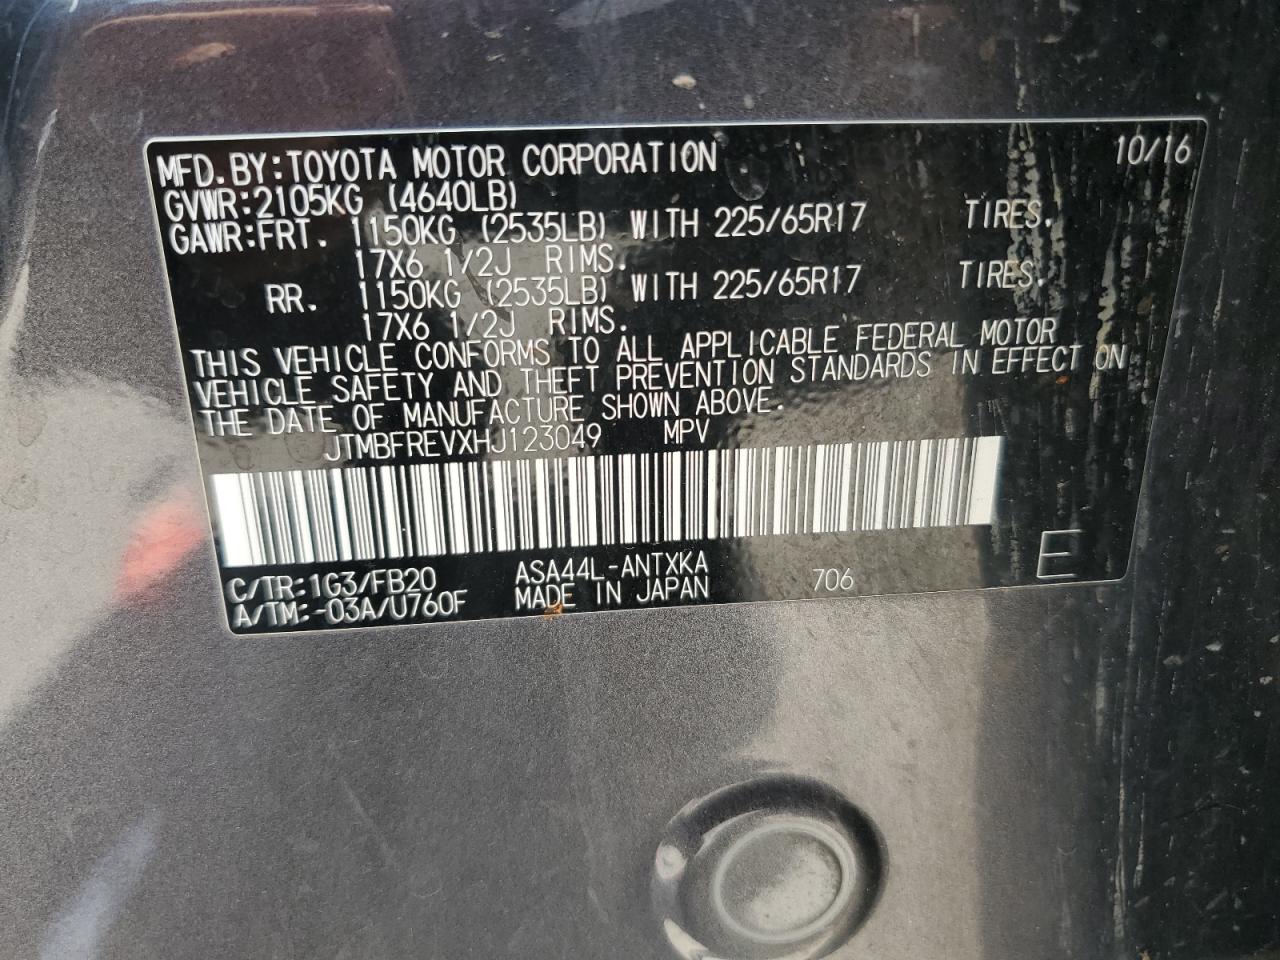 MFD.BY:TOYOTA MOTOR CORPORATION 10/16
GVWR:2105KG (4640LB)
GAWR:FRT. 1150KG (2535LB) WITH 225/65R17 TIRES.
17X6 1/2J RIMS.
RR. 1150KG (2535LB) WITH 225/65R17 TIRES.
17X6 1/2J RIMS.
THIS VEHICLE CONFORMS TO ALL APPLICABLE FEDERAL MOTOR
VEHICLE SAFETY AND THEFT PREVENTION STANDARDS IN EFFECT ON
THE DATE OF MANUFACTURE SHOWN ABOVE.
JTMBFREVXHJ123049 MPV
C/TR:1G3/FB20 ASA44L-ANTXKA 706 E
A/TM:-03A/U760F MADE IN JAPAN